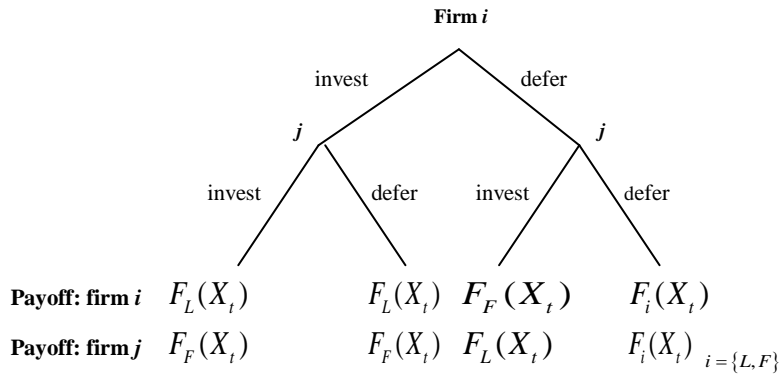 Firm i
invest defer
j j
invest defer invest defer
Payoff: firm i F_L(X_t) F_L(X_t) F_F(X_t) F_i(X_t)
Payoff: firm j F_F(X_t) F_F(X_t) F_L(X_t) F_i(X_t) i={L,F}